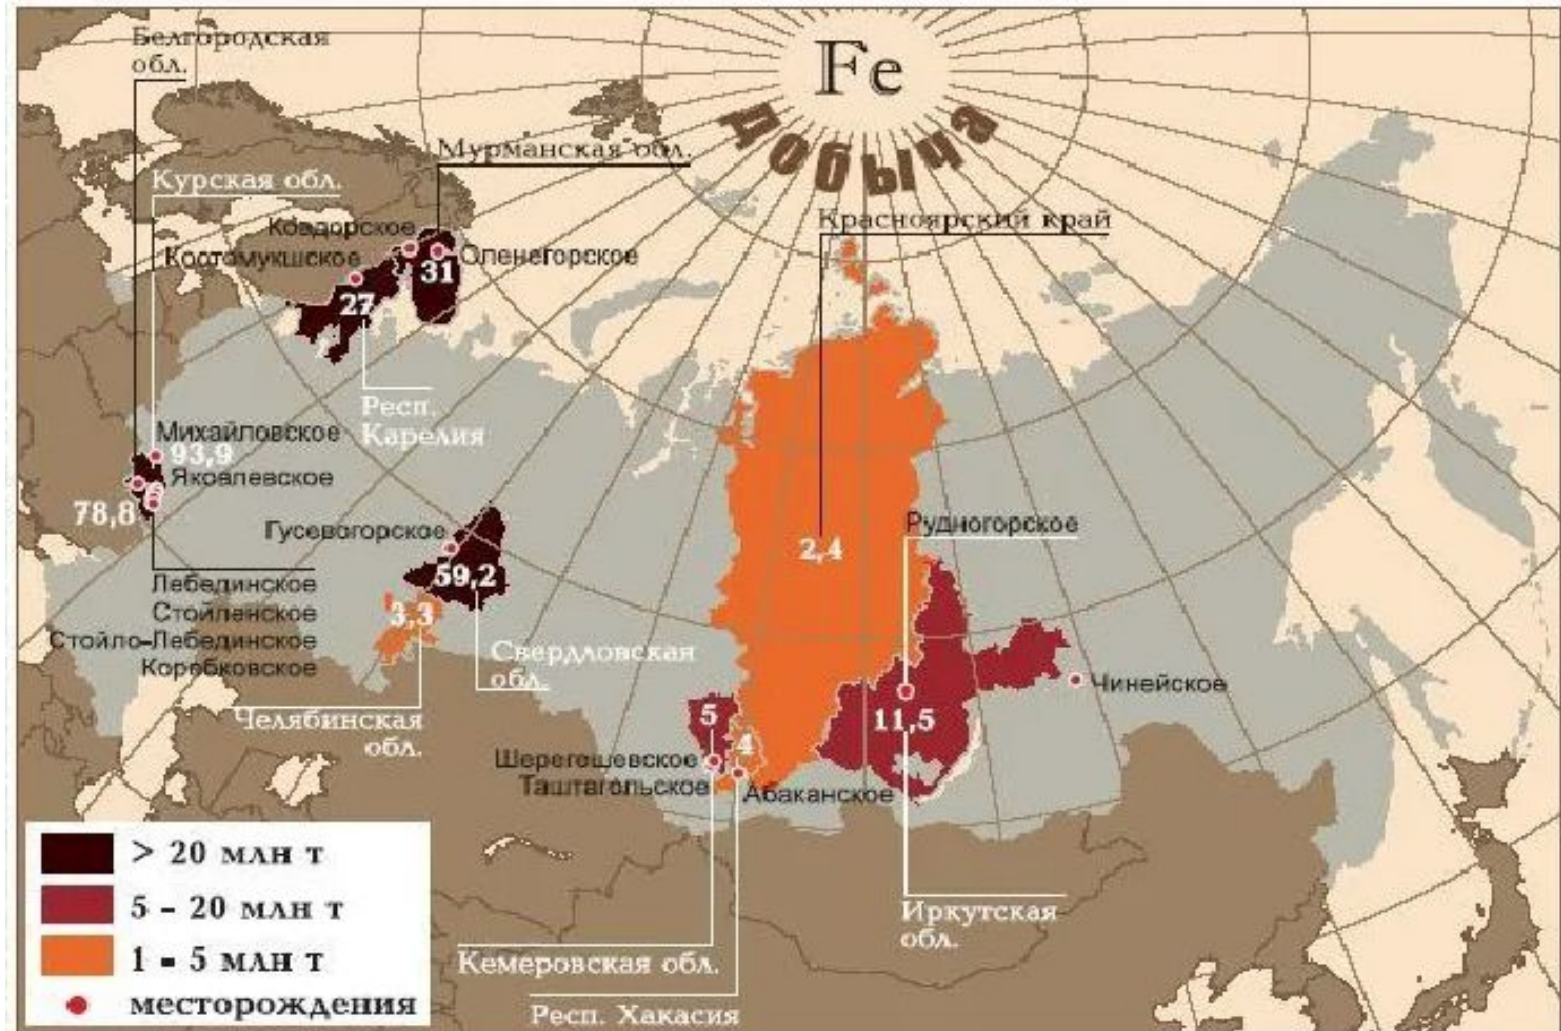 Fe
добыча
Белгородская
обл.
Мурманская обл.
Курская обл.
Ковдорское
Костомукшское
Оленегорское
31
27
Красноярский край
Респ.
Карелия
Михайловское
93,9
Яковлевское
78,8
Гусевогорское
59,2
2,4
Рудногорское
Лебединское
Стойленское
Стойло-Лебединское
Коробковское
3,3
Свердловская
обл.
Чинейское
Челябинская
обл.
5
11,5
4
Шерегешевское
Таштагольское
Абаканское
> 20 млн т
5 - 20 млн т
1 - 5 млн т
месторождения
Иркутская
обл.
Кемеровская обл.
Респ. Хакасия